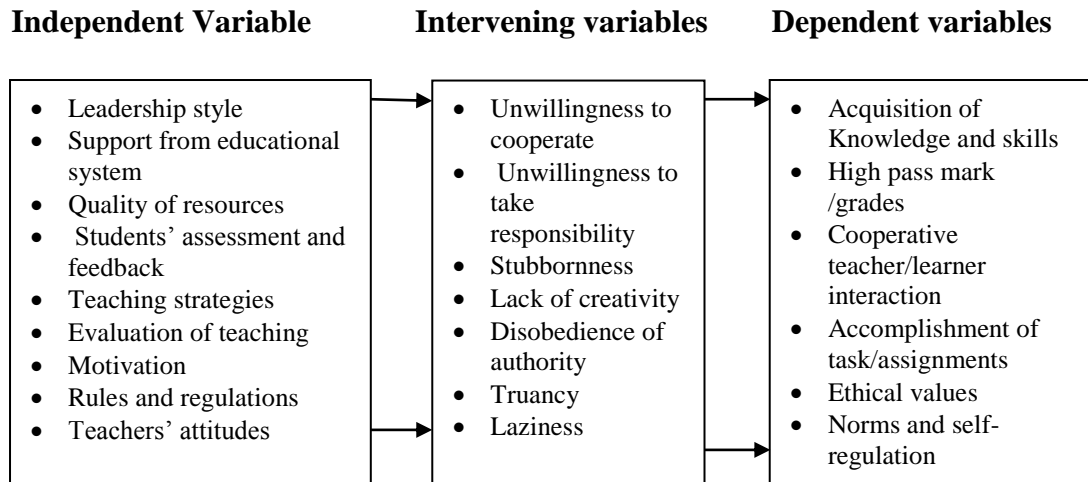 Independent Variable
Intervening variables
Dependent variables
• Leadership style
• Support from educational
system
• Quality of resources
• Students’ assessment and
feedback
• Teaching strategies
• Evaluation of teaching
• Motivation
• Rules and regulations
• Teachers’ attitudes
• Unwillingness to
cooperate
• Unwillingness to
take
responsibility
• Stubbornness
• Lack of creativity
• Disobedience of
authority
• Truancy
• Laziness
• Acquisition of
Knowledge and skills
• High pass mark
/grades
• Cooperative
teacher/learner
interaction
• Accomplishment of
task/assignments
• Ethical values
• Norms and self-
regulation